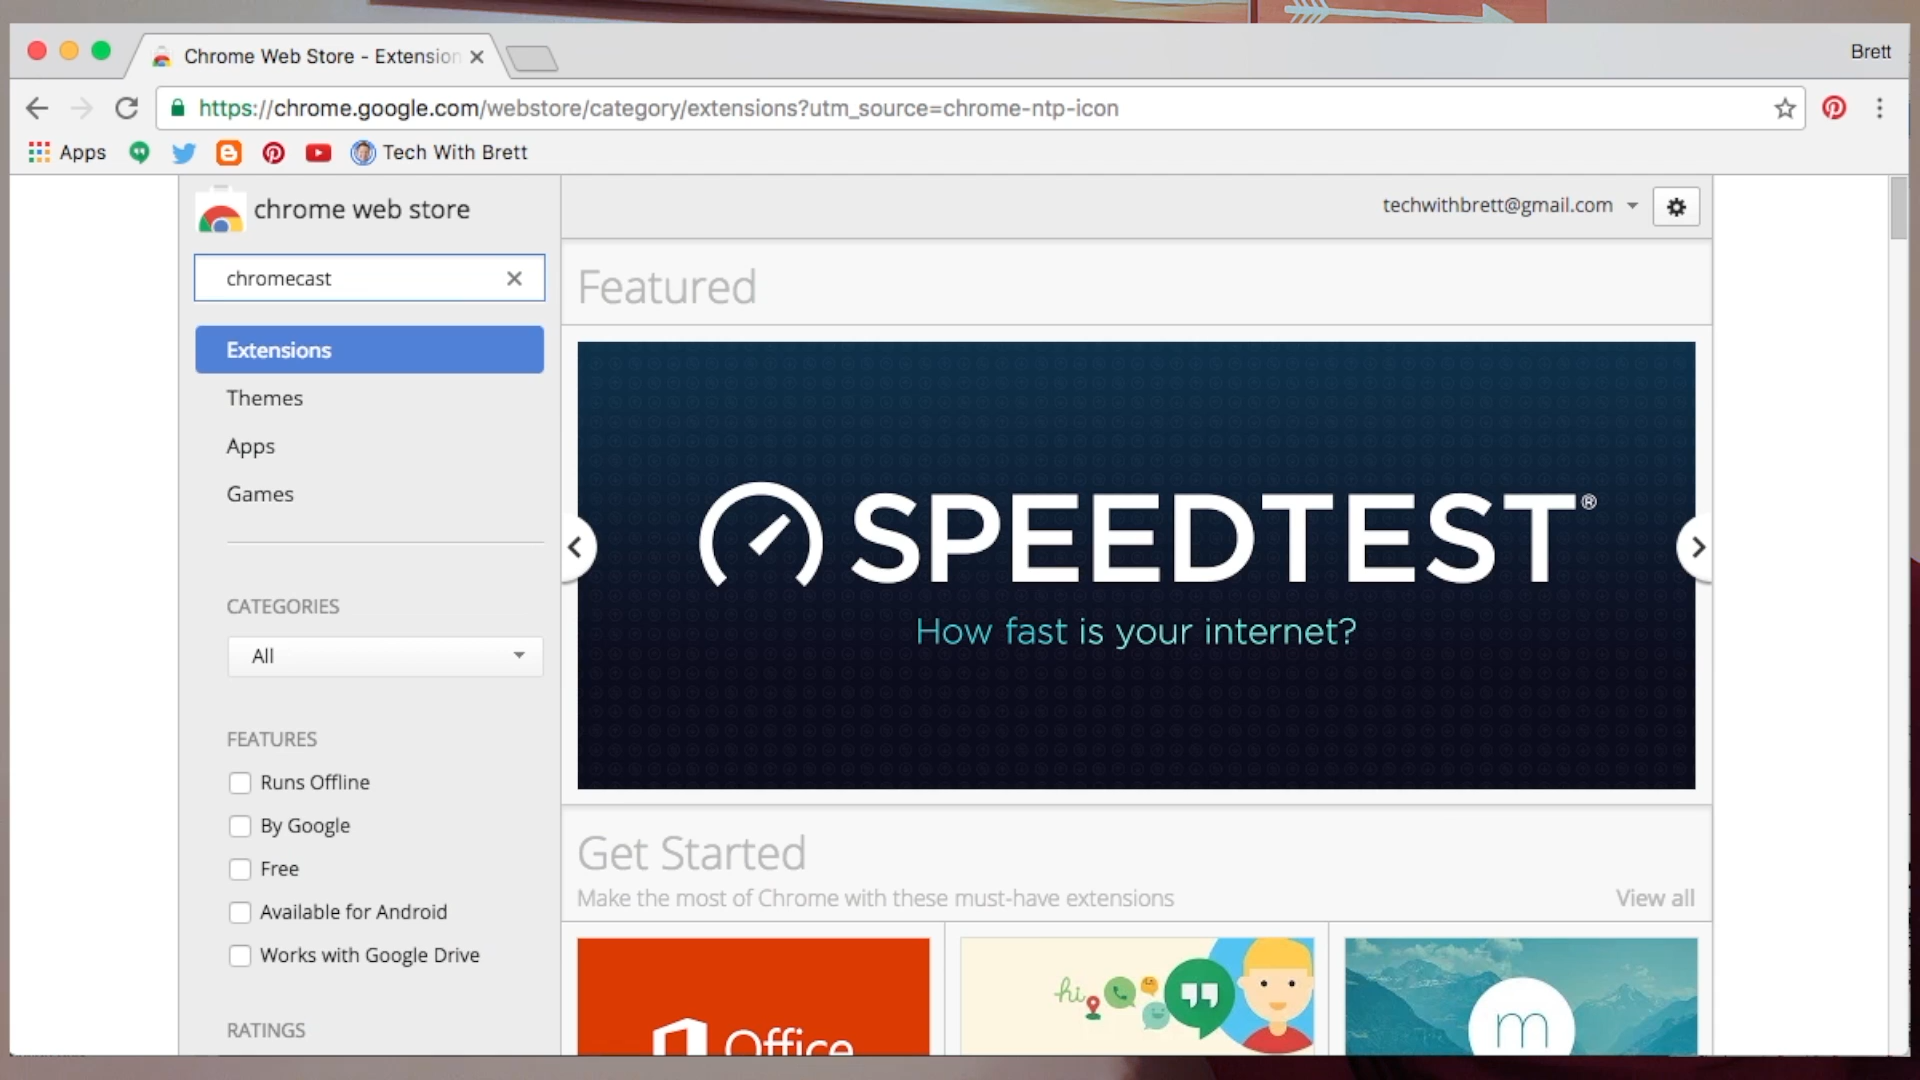 Chrome Web Store - Extension
Brett
https://chrome.google.com/webstore/category/extensions?utm_source=chrome-ntp-icon
Apps
Tech With Brett
chrome web store
techwithbrett@gmail.com
chromecast
Extensions
Themes
Apps
Games
CATEGORIES
All
FEATURES
Runs Offline
By Google
Free
Available for Android
Works with Google Drive
RATINGS
Featured
SPEEDTEST®
How fast is your internet?
Get Started
Make the most of Chrome with these must-have extensions
View all
Office
hi
m